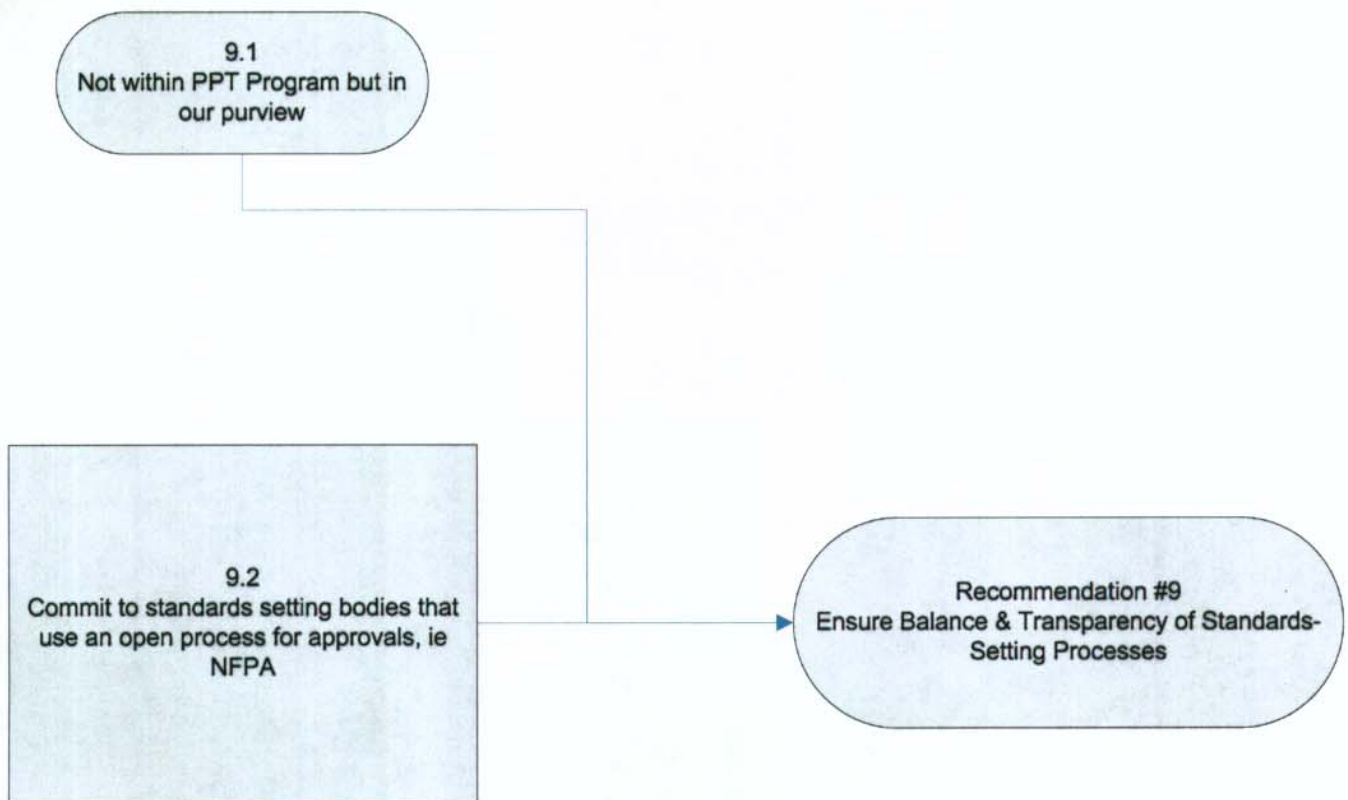 9.1
Not within PPT Program but in
our purview
9.2
Commit to standards setting bodies that
use an open process for approvals, ie
NFPA
Recommendation #9
Ensure Balance & Transparency of Standards-
Setting Processes